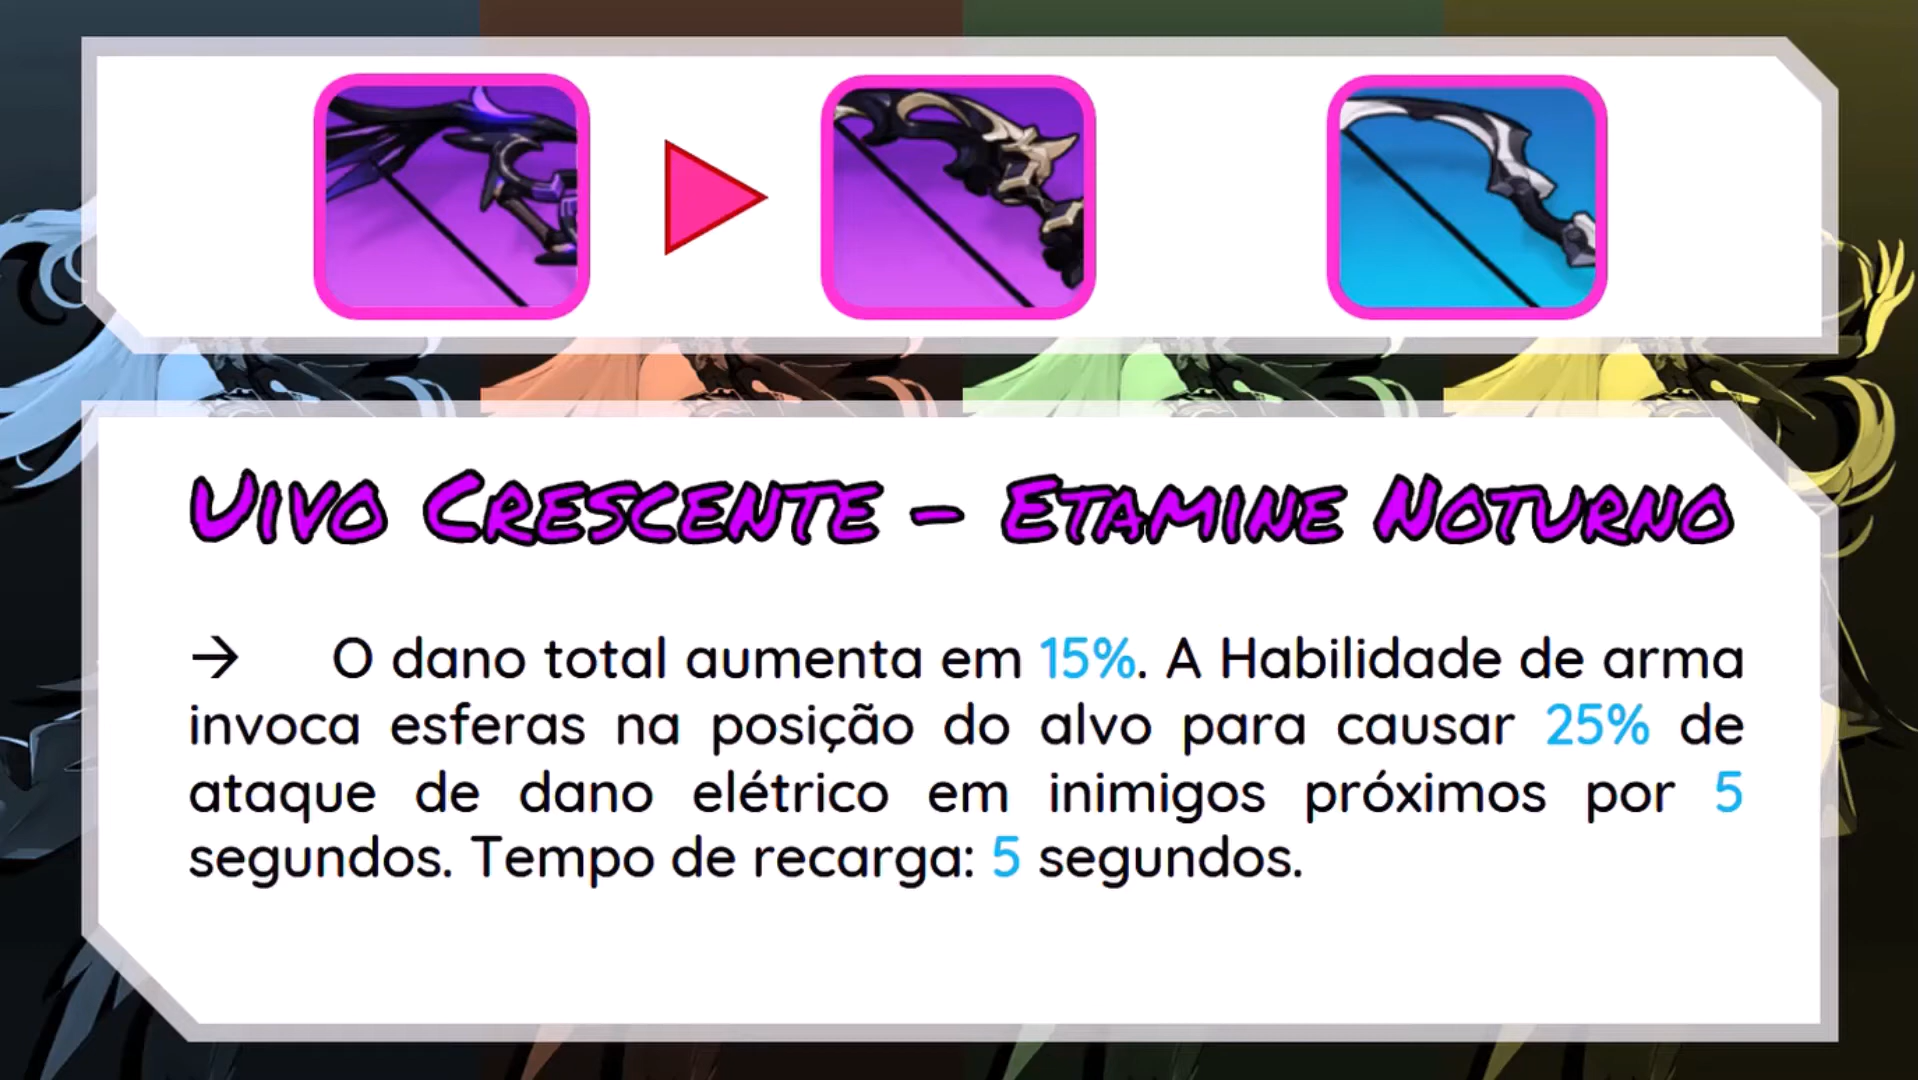 Uivo Crescente – Etamine Noturno
→ O dano total aumenta em 15%. A Habilidade de arma
invoca esferas na posição do alvo para causar 25% de
ataque de dano elétrico em inimigos próximos por 5
segundos. Tempo de recarga: 5 segundos.